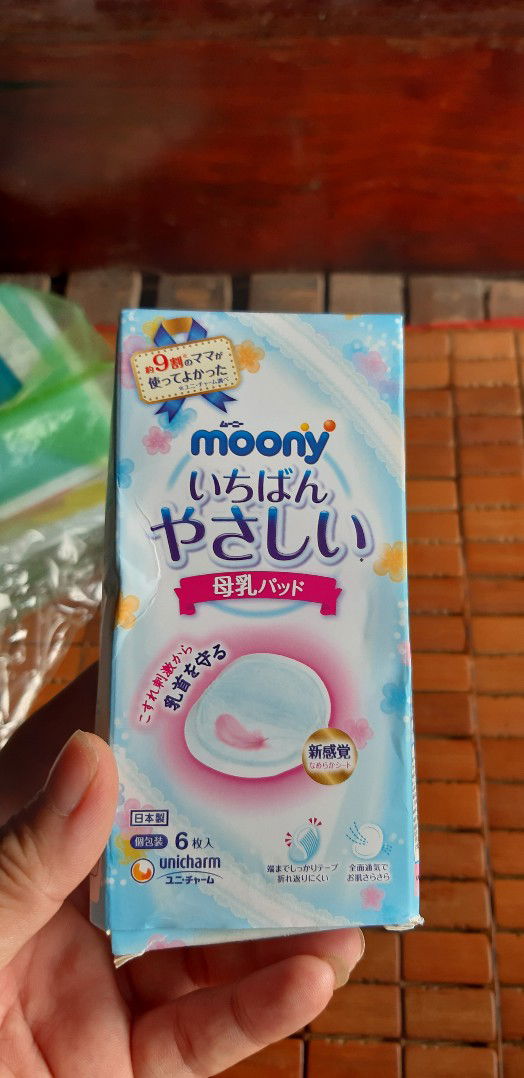 約9割のママが
使ってよかった
※ユニ・チャーム調べ
ムーニー
moony
いちばん
やさしい
母乳パッド
こすれ刺激から
乳首を守る
新感覚
なめらかシート
日本製
個包装 6枚入
unicharm
ユニ・チャーム
端までしっかりテープ
折れ返りにくい
全面通気で
お肌さらさら